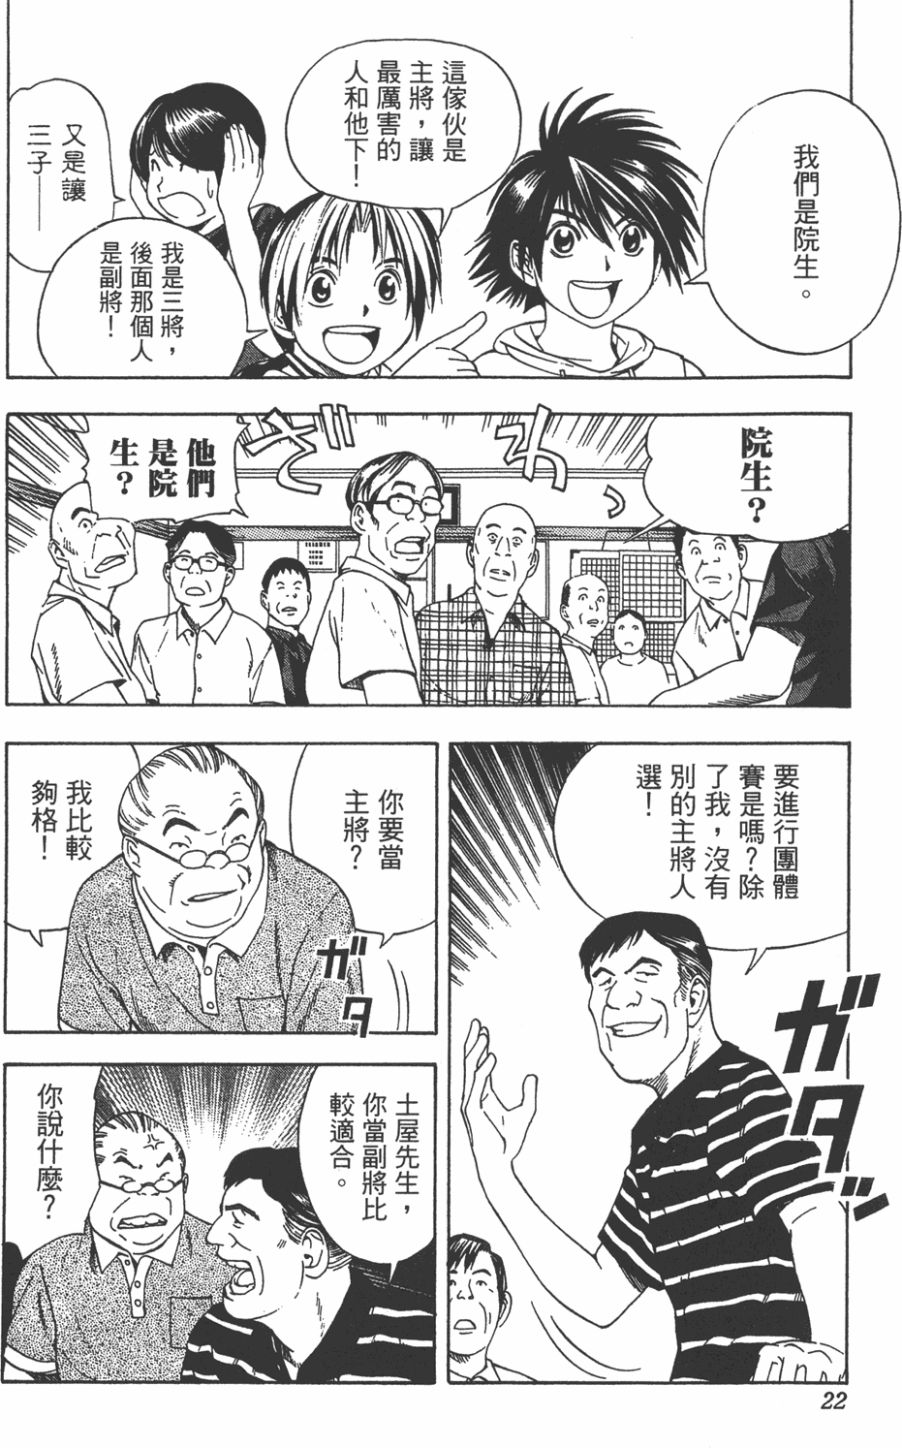 我們是院生。
這傢伙是
主將，讓
最厲害的
人和他下！
我是三將，
後面那個人
是副將！
又是讓
三子——
院生？
わ
ざ
他們
是院
生？
要進行團體
賽是嗎？除
了我，沒有
別的主將人
選！
ガタッ
你要當
主將？
我比較
夠格！
ガタ
土屋先生，
你當副將比
較適合。
你說什麼？
22